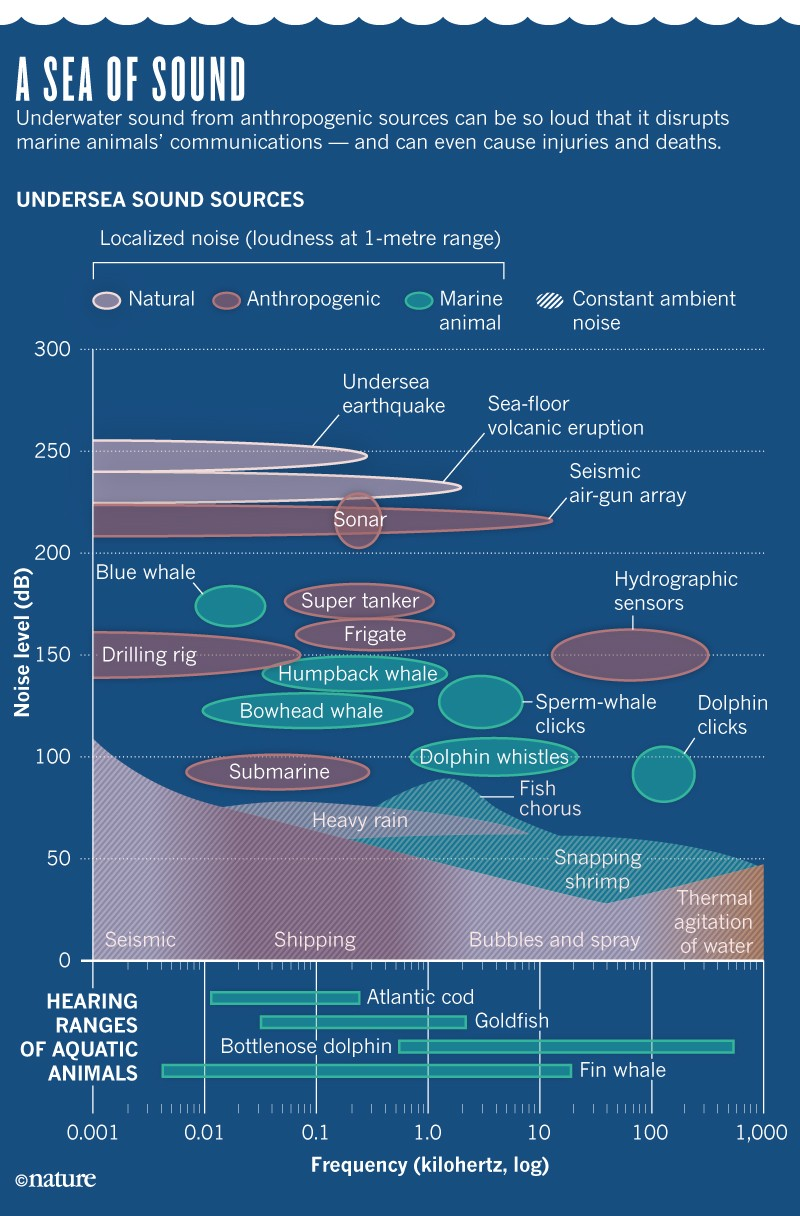 A SEA OF SOUND
Underwater sound from anthropogenic sources can be so loud that it disrupts
marine animals’ communications — and can even cause injuries and deaths.
UNDERSEA SOUND SOURCES
Localized noise (loudness at 1-metre range)
Natural
Anthropogenic
Marine
animal
Constant ambient
noise
300
Undersea
earthquake
Sea-floor
volcanic eruption
250
Seismic
air-gun array
Sonar
200
Blue whale
Hydrographic
sensors
Super tanker
Frigate
Noise level (dB)
150
Drilling rig
Humpback whale
Bowhead whale
Sperm-whale
clicks
Dolphin
clicks
100
Dolphin whistles
Submarine
Fish
chorus
Heavy rain
50
Snapping
shrimp
Thermal
agitation
of water
Seismic
Shipping
Bubbles and spray
0
HEARING
RANGES
OF AQUATIC
ANIMALS
Atlantic cod
Goldfish
Bottlenose dolphin
Fin whale
0.001
0.01
0.1
1.0
10
100
1,000
Frequency (kilohertz, log)
©nature